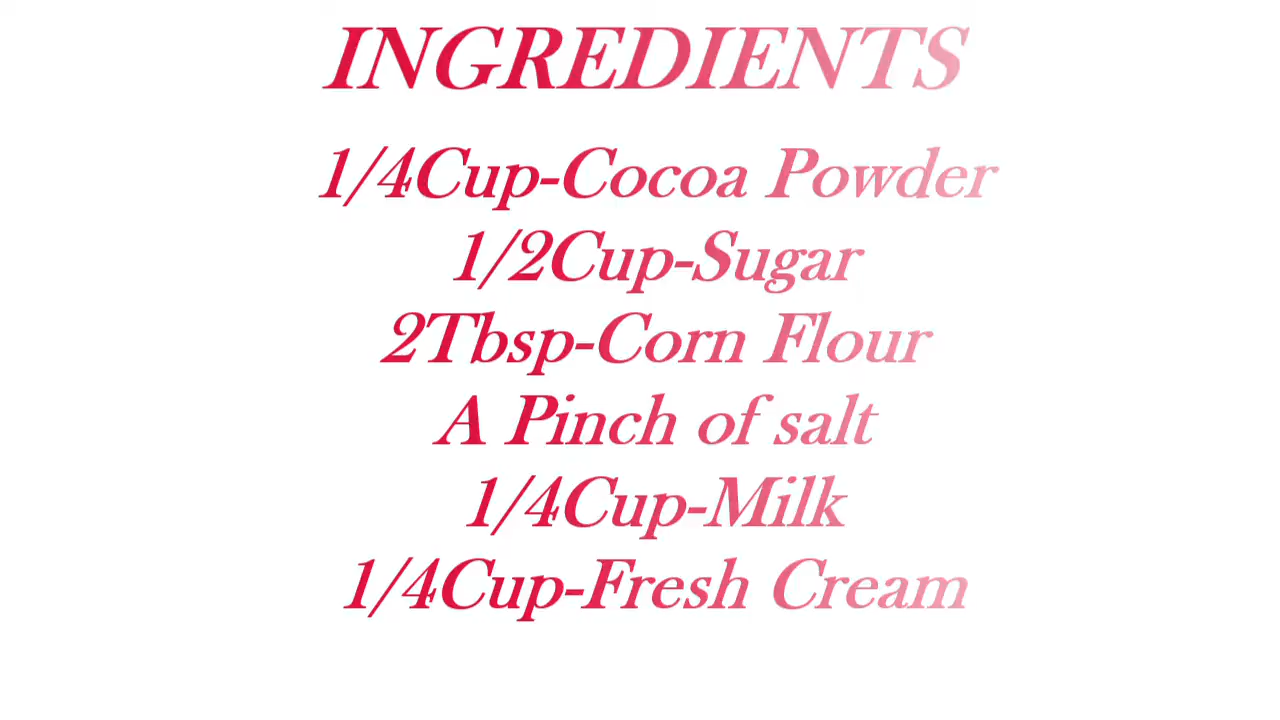 INGREDIENTS
1/4Cup-Cocoa Powder
1/2Cup-Sugar
2Tbsp-Corn Flour
A Pinch of salt
1/4Cup-Milk
1/4Cup-Fresh Cream